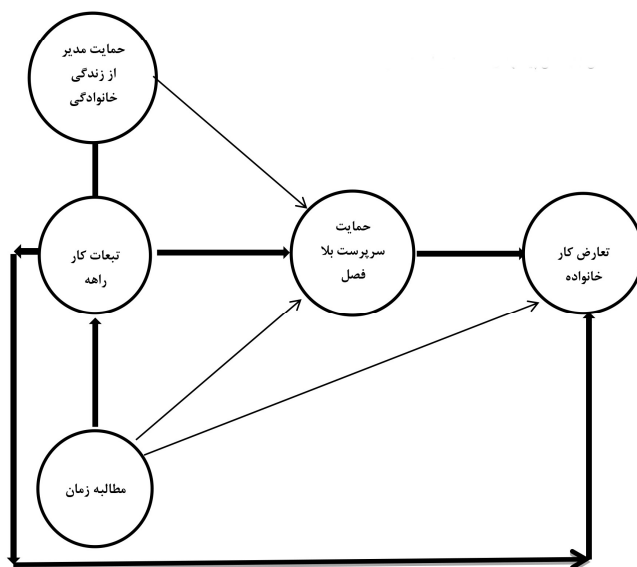 حمایت مدیر
از زندگی
خانوادگی
تبعات کار
راهه
حمایت
سرپرست بلا
فصل
تعارض کار
خانواده
مطالبه زمان